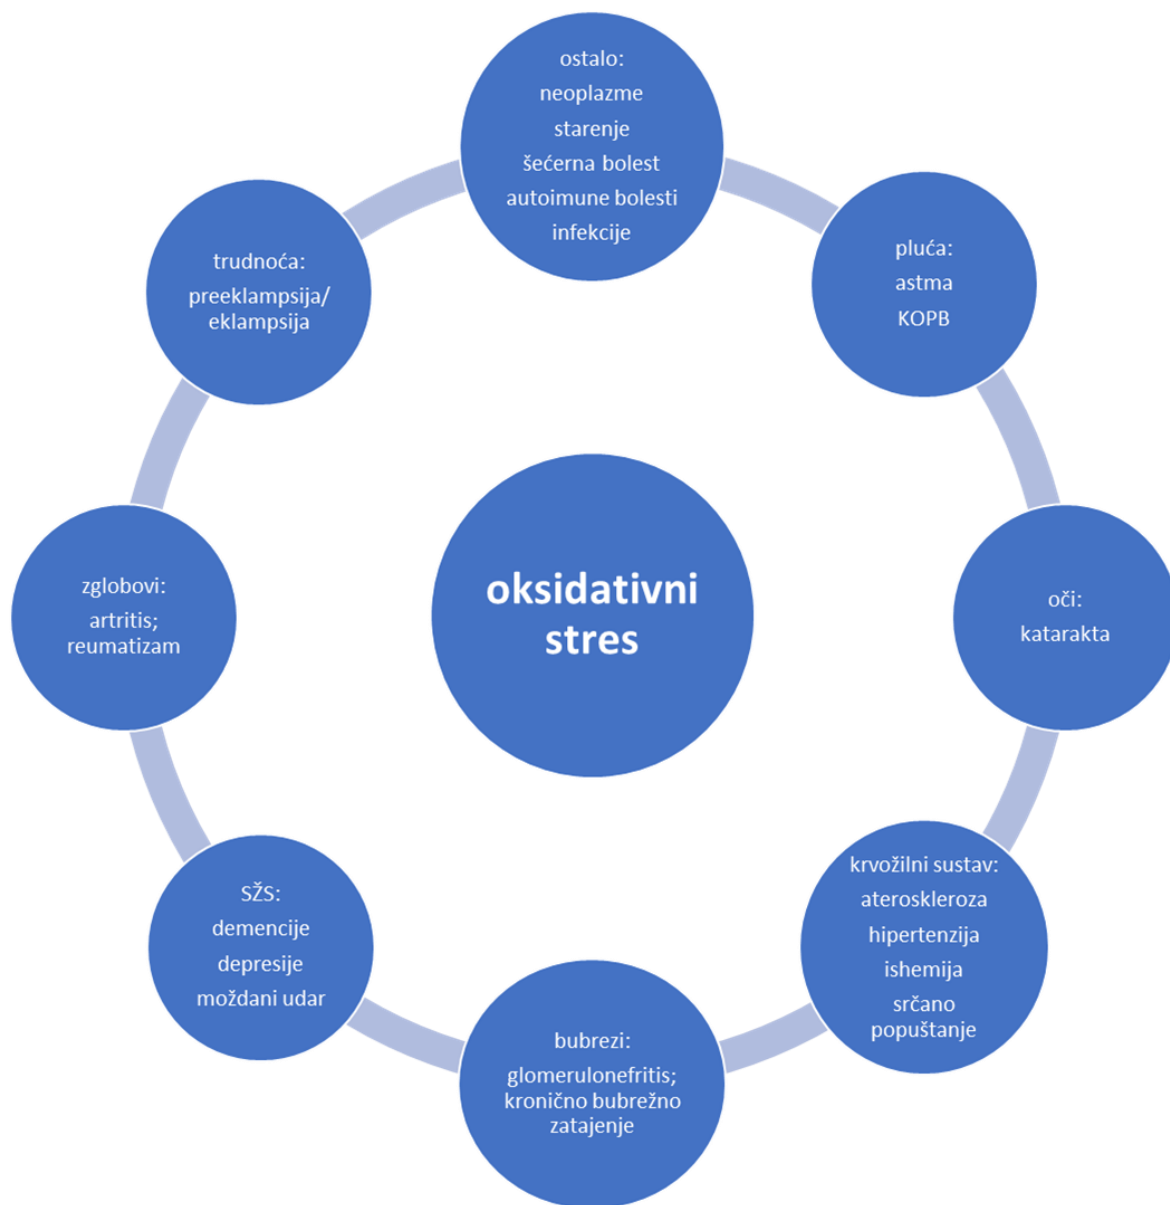 ostalo:
neoplazme
starenje
šećerna bolest
autoimune bolesti
infekcije
pluća:
astma
KOPB
oči:
katarakta
krvožilni sustav:
ateroskleroza
hipertenzija
ishemija
srčano
popuštanje
bubrezi:
glomerulonefritis;
kronično bubrežno
zatajenje
SŽS:
demencije
depresije
moždani udar
zglobovi:
artritis;
reumatizam
trudnoća:
preeklampsija/
eklampsija
oksidativni
stres